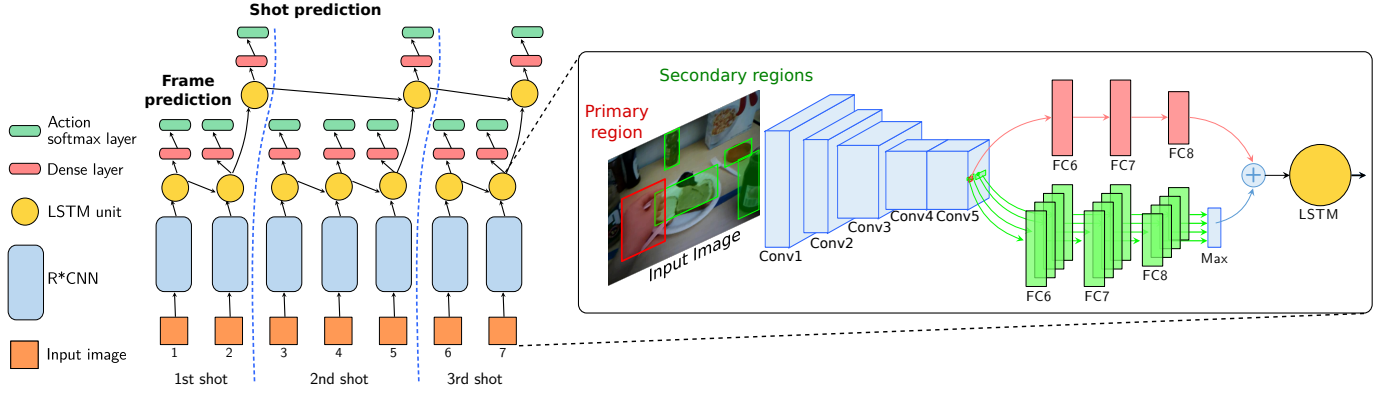 Shot prediction
Frame
prediction
Action
softmax layer
Dense layer
LSTM unit
R*CNN
Input image
1
2
3
4
5
6
7
1st shot
2nd shot
3rd shot
Secondary regions
Primary
region
Input Image
Conv1
Conv2
Conv3
Conv4
Conv5
FC6
FC7
FC8
FC6
FC7
FC8
Max
LSTM